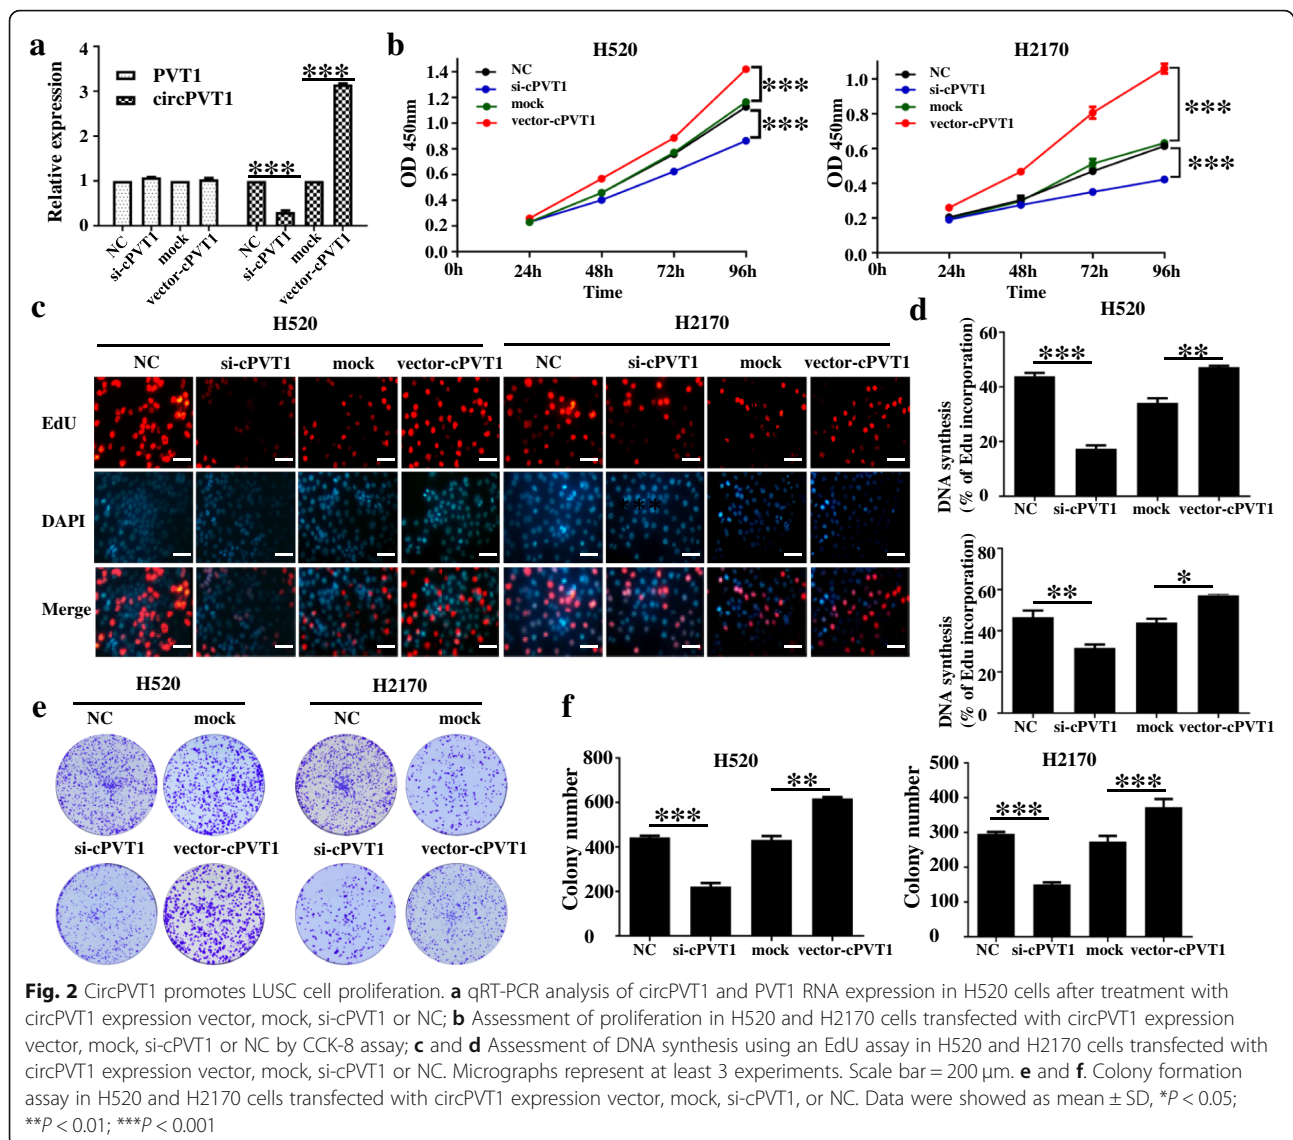 a
Relative expression
4
3
2
1
0
PVT1
circPVT1
***
***
NC
si-cPVT1
mock
vector-cPVT1
NC
si-cPVT1
mock
vector-cPVT1
b
H520
OD 450nm
1.4
1.2
1.0
0.8
0.6
0.4
0.2
0.0
NC
si-cPVT1
mock
vector-cPVT1
***
***
0h 24h 48h 72h 96h
Time
H2170
OD 450nm
1.0
0.8
0.6
0.4
0.2
0.0
NC
si-cPVT1
mock
vector-cPVT1
***
***
0h 24h 48h 72h 96h
Time
c
H520 H2170
NC si-cPVT1 mock vector-cPVT1 NC si-cPVT1 mock vector-cPVT1
EdU
DAPI
***
Merge
d
H520
DNA synthesis
(% of Edu incorporation)
60
40
20
0
*** **
NC si-cPVT1 mock vector-cPVT1
DNA synthesis
(% of Edu incorporation)
80
60
40
20
0
** *
NC si-cPVT1 mock vector-cPVT1
e
H520 H2170
NC mock NC mock
si-cPVT1 vector-cPVT1 si-cPVT1 vector-cPVT1
f
H520
Colony number
800
600
400
200
0
*** **
NC si-cPVT1 mock vector-cPVT1
H2170
Colony number
500
400
300
200
100
0
*** ***
NC si-cPVT1 mock vector-cPVT1
Fig. 2 CircPVT1 promotes LUSC cell proliferation. a qRT-PCR analysis of circPVT1 and PVT1 RNA expression in H520 cells after treatment with
circPVT1 expression vector, mock, si-cPVT1 or NC; b Assessment of proliferation in H520 and H2170 cells transfected with circPVT1 expression
vector, mock, si-cPVT1 or NC by CCK-8 assay; c and d Assessment of DNA synthesis using an EdU assay in H520 and H2170 cells transfected with
circPVT1 expression vector, mock, si-cPVT1 or NC. Micrographs represent at least 3 experiments. Scale bar = 200 μm. e and f. Colony formation
assay in H520 and H2170 cells transfected with circPVT1 expression vector, mock, si-cPVT1, or NC. Data were showed as mean ± SD, *P < 0.05;
**P < 0.01; ***P < 0.001